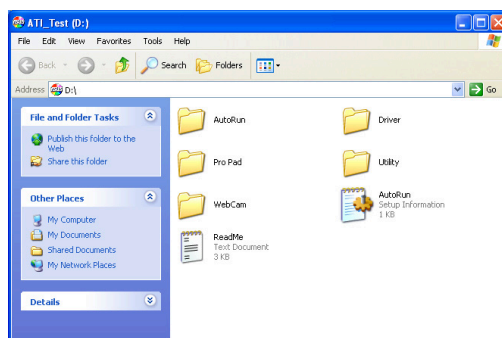 ATI_Test (D:)
File Edit View Favorites Tools Help
Back Search Folders
Address D:\ Go
File and Folder Tasks
Publish this folder to the
Web
Share this folder
Other Places
My Computer
My Documents
Shared Documents
My Network Places
Details
AutoRun
Driver
Pro Pad
Utility
WebCam
AutoRun
Setup Information
1 KB
ReadMe
Text Document
3 KB